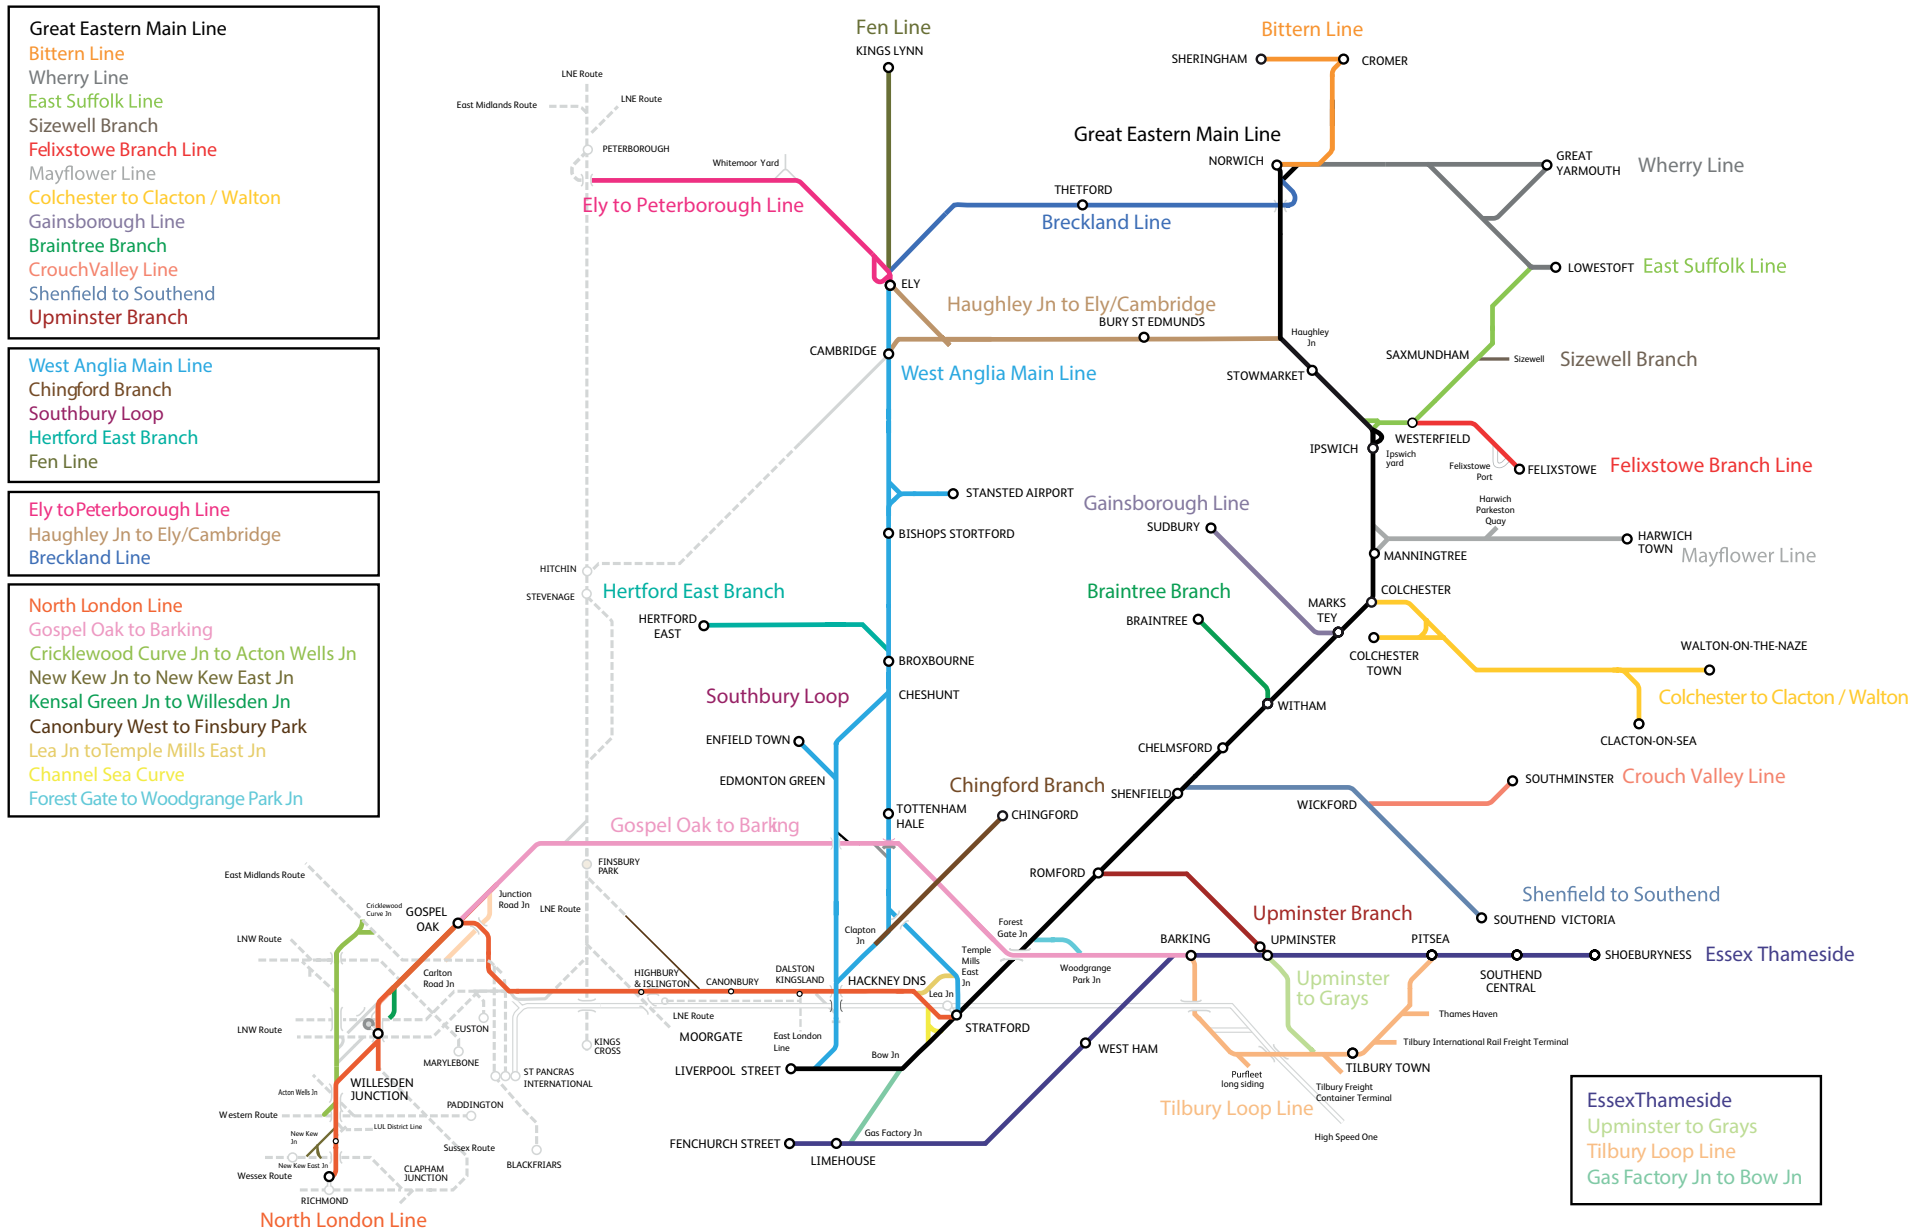 Great Eastern Main Line
Bittern Line
Wherry Line
East Suffolk Line
Sizewell Branch
Felixstowe Branch Line
Mayflower Line
Colchester to Clacton / Walton
Gainsborough Line
Braintree Branch
CrouchValley Line
Shenfield to Southend
Upminster Branch
West Anglia Main Line
Chingford Branch
Southbury Loop
Hertford East Branch
Fen Line
Ely to Peterborough Line
Haughley Jn to Ely/Cambridge
Breckland Line
North London Line
Gospel Oak to Barking
Cricklewood Curve Jn to Acton Wells Jn
New Kew Jn to New Kew East Jn
Kensal Green Jn to Willesden Jn
Canonbury West to Finsbury Park
Lea Jn toTemple Mills East Jn
Channel Sea Curve
Forest Gate to Woodgrange Park Jn
Fen Line
KINGS LYNN
Bittern Line
SHERINGHAM
CROMER
LNE Route
East Midlands Route
LNE Route
PETERBOROUGH
Whitemoor Yard
Ely to Peterborough Line
Great Eastern Main Line
NORWICH
GREAT
YARMOUTH
Wherry Line
THETFORD
Breckland Line
LOWESTOFT
East Suffolk Line
ELY
Haughley Jn to Ely/Cambridge
BURY ST EDMUNDS
Haughley
Jn
CAMBRIDGE
West Anglia Main Line
STOWMARKET
SAXMUNDHAM
Sizewell
Sizewell Branch
IPSWICH
Ipswich
yard
WESTERFIELD
Felixstowe
Port
FELIXSTOWE
Felixstowe Branch Line
STANSTED AIRPORT
BISHOPS STORTFORD
Gainsborough Line
SUDBURY
Harwich
Parkeston
Quay
HARWICH
TOWN
Mayflower Line
MANNINGTREE
HITCHIN
STEVENAGE
Hertford East Branch
HERTFORD
EAST
Braintree Branch
BRAINTREE
MARKS
TEY
COLCHESTER
COLCHESTER
TOWN
WALTON-ON-THE-NAZE
Colchester to Clacton / Walton
CLACTON-ON-SEA
BROXBOURNE
CHESHUNT
Southbury Loop
ENFIELD TOWN
EDMONTON GREEN
WITHAM
CHELMSFORD
Chingford Branch
CHINGFORD
SHENFIELD
WICKFORD
SOUTHMINSTER
Crouch Valley Line
TOTTENHAM
HALE
Gospel Oak to Barking
ROMFORD
Shenfield to Southend
SOUTHEND VICTORIA
Upminster Branch
UPMINSTER
East Midlands Route
FINSBURY
PARK
Cricklewood
Curve Jn
GOSPEL
OAK
Junction
Road Jn
LNE Route
LNW Route
Clapton
Jn
Forest
Gate Jn
Temple
Mills
East
Jn
BARKING
PITSEA
SOUTHEND
CENTRAL
SHOEBURYNESS
Essex Thameside
Woodgrange
Park Jn
Upminster
to Grays
Carlton
Road Jn
HIGHBURY
& ISLINGTON
CANONBURY
DALSTON
KINGSLAND
HACKNEY DNS
Lea Jn
LNE Route
MOORGATE
East London
Line
STRATFORD
LNW Route
EUSTON
MARYLEBONE
KINGS
CROSS
ST PANCRAS
INTERNATIONAL
Bow Jn
LIVERPOOL STREET
WEST HAM
Thames Haven
Tilbury International Rail Freight Terminal
TILBURY TOWN
Purfleet
long siding
Tilbury Freight
Container Terminal
Tilbury Loop Line
High Speed One
WILLESDEN
JUNCTION
Acton Wells Jn
Western Route
PADDINGTON
LUL District Line
New Kew
Jn
Sussex Route
New Kew East Jn
Wessex Route
CLAPHAM
JUNCTION
BLACKFRIARS
RICHMOND
North London Line
FENCHURCH STREET
LIMEHOUSE
Gas Factory Jn
EssexThameside
Upminster to Grays
Tilbury Loop Line
Gas Factory Jn to Bow Jn